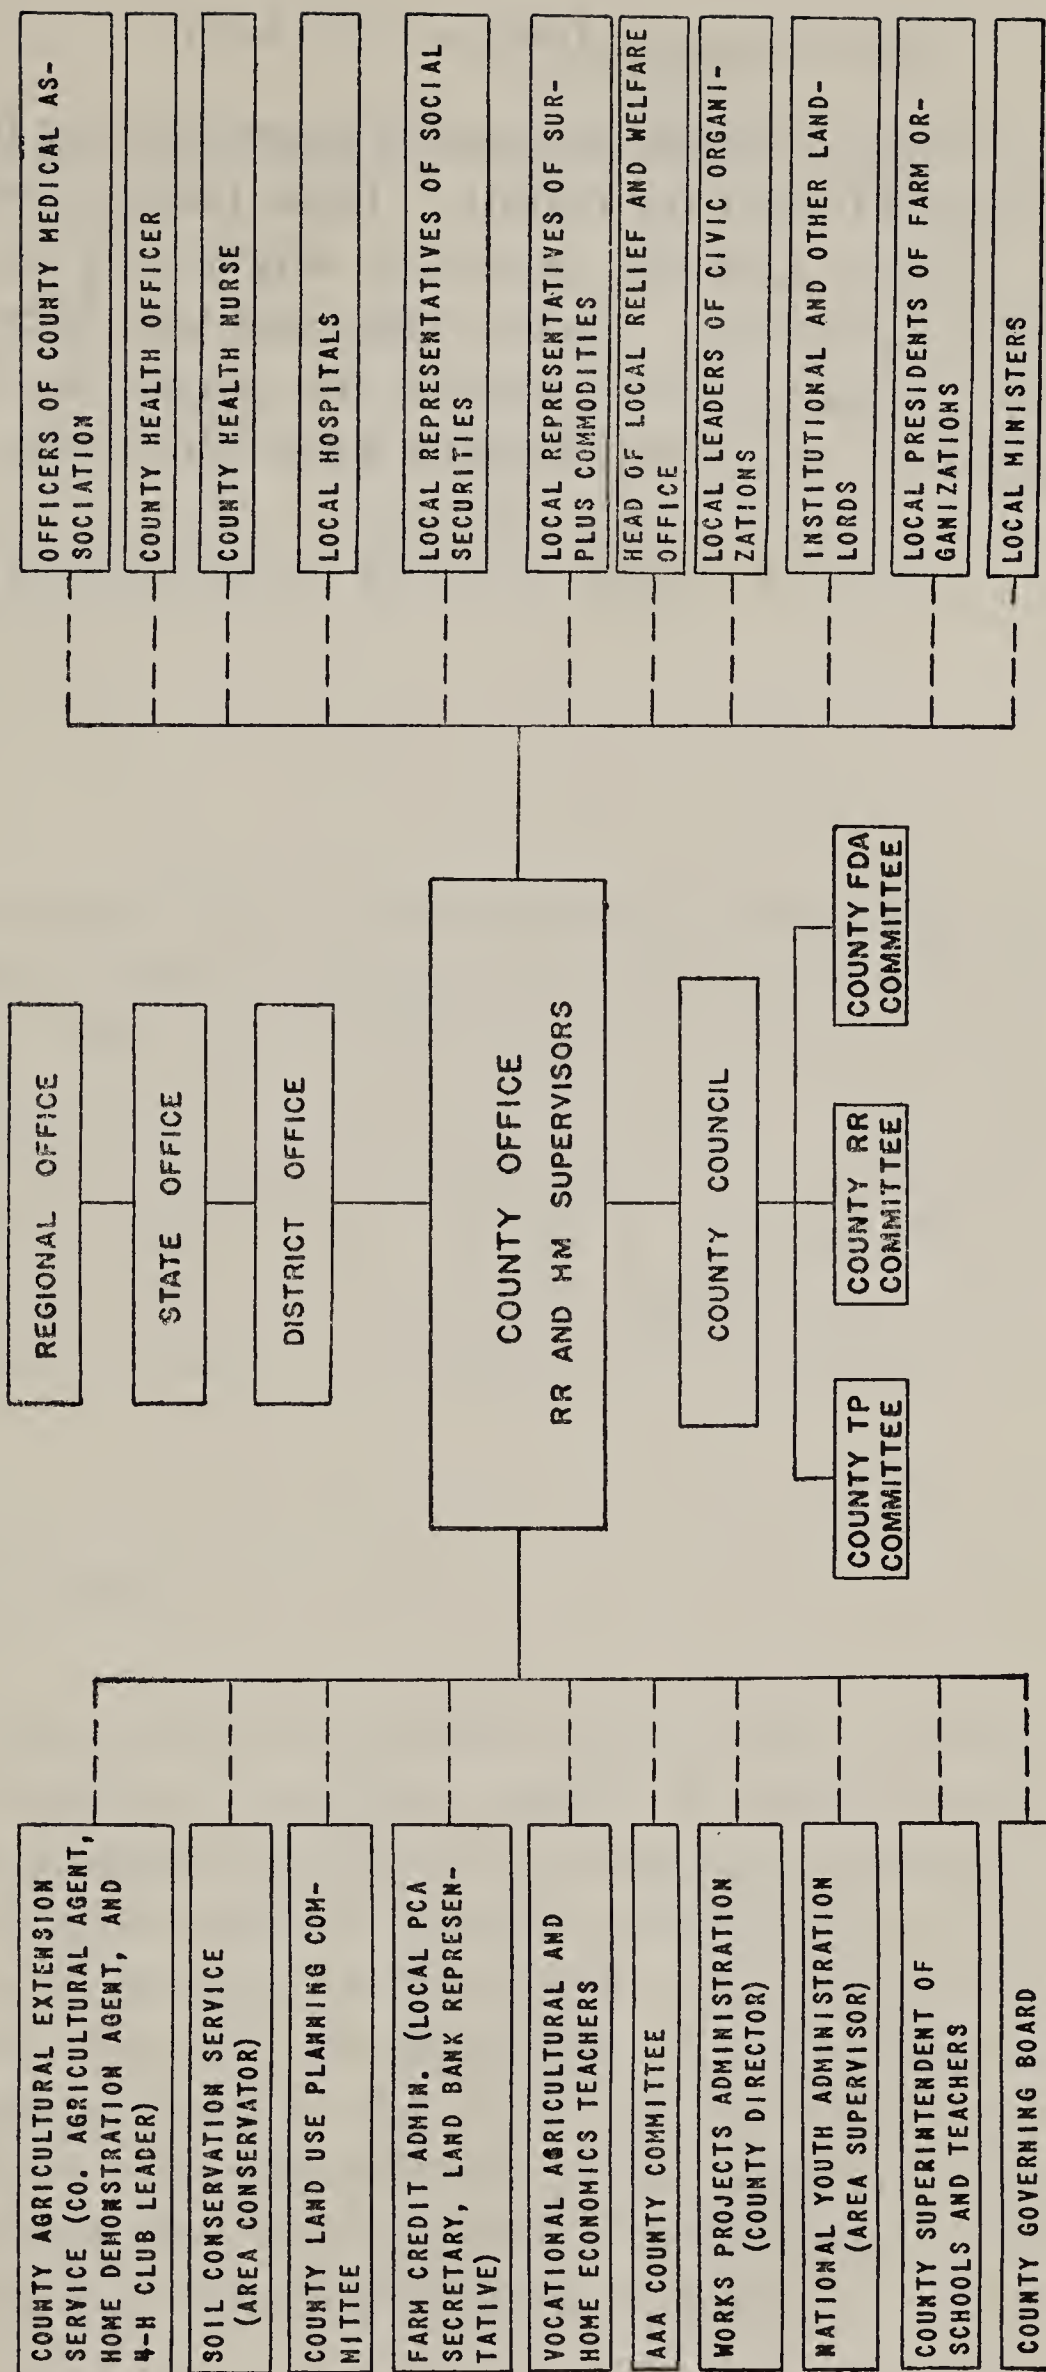 REGIONAL OFFICE
STATE OFFICE
DISTRICT OFFICE
COUNTY OFFICE
RR AND HM SUPERVISORS
COUNTY COUNCIL
COUNTY TP
COMMITTEE
COUNTY RR
COMMITTEE
COUNTY FDA
COMMITTEE
COUNTY AGRICULTURAL EXTENSION
SERVICE (CO. AGRICULTURAL AGENT,
HOME DEMONSTRATION AGENT, AND
4-H CLUB LEADER)
SOIL CONSERVATION SERVICE
(AREA CONSERVATOR)
COUNTY LAND USE PLANNING COM-
MITTEE
FARM CREDIT ADMIN. (LOCAL PCA
SECRETARY, LAND BANK REPRESEN-
TATIVE)
VOCATIONAL AGRICULTURAL AND
HOME ECONOMICS TEACHERS
AAA COUNTY COMMITTEE
WORKS PROJECTS ADMINISTRATION
(COUNTY DIRECTOR)
NATIONAL YOUTH ADMINISTRATION
(AREA SUPERVISOR)
COUNTY SUPERINTENDENT OF
SCHOOLS AND TEACHERS
COUNTY GOVERNING BOARD
OFFICERS OF COUNTY MEDICAL AS-
SOCIATION
COUNTY HEALTH OFFICER
COUNTY HEALTH NURSE
LOCAL HOSPITALS
LOCAL REPRESENTATIVES OF SOCIAL
SECURITIES
LOCAL REPRESENTATIVES OF SUR-
PLUS COMMODITIES
HEAD OF LOCAL RELIEF AND WELFARE
OFFICE
LOCAL LEADERS OF CIVIC ORGANI-
ZATIONS
INSTITUTIONAL AND OTHER LAND-
LORDS
LOCAL PRESIDENTS OF FARM OR-
GANIZATIONS
LOCAL MINISTERS